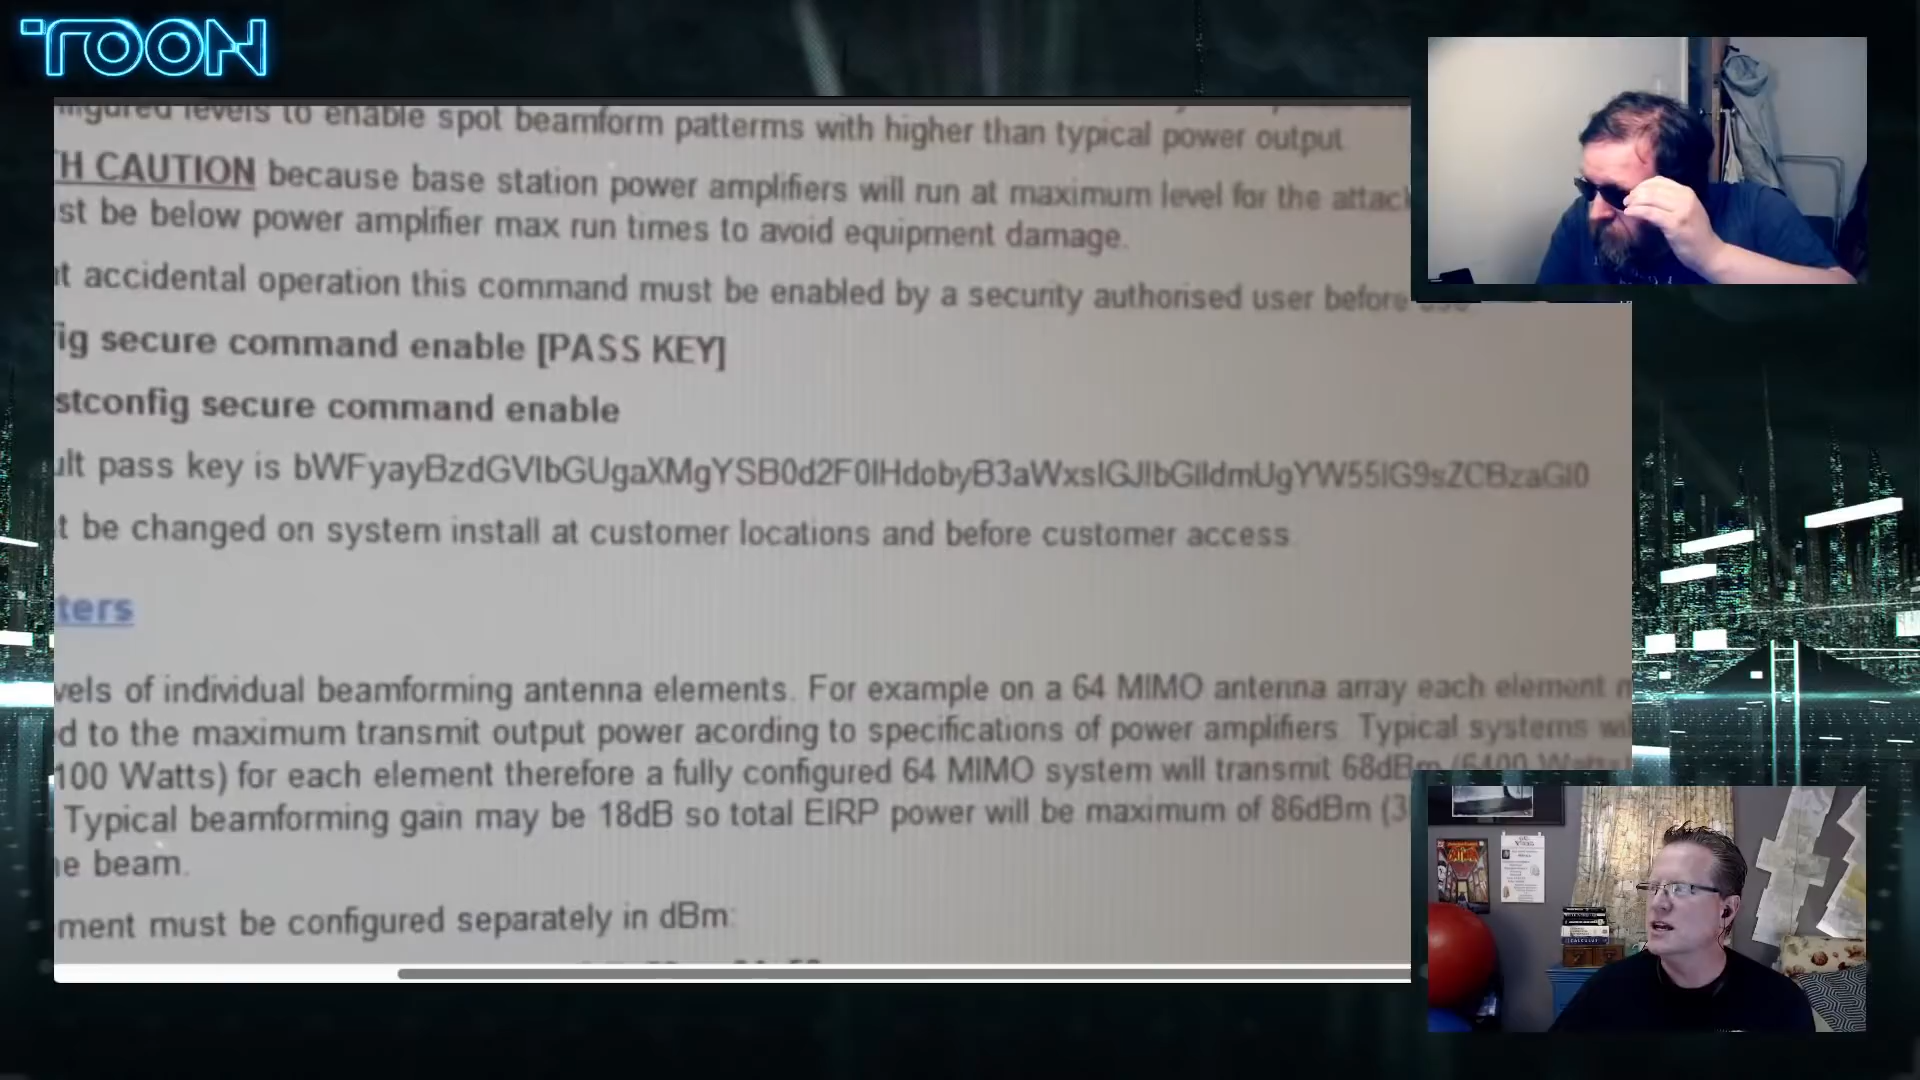 TOON
igured levels to enable spot beamform patterms with higher than typical power output
TH CAUTION because base station power amplifiers will run at maximum level for the attack
st be below power amplifier max run times to avoid equipment damage.
t accidental operation this command must be enabled by a security authorised user before use
ig secure command enable [PASS KEY]
stconfig secure command enable
ult pass key is bWFyayBzdGVlbGUgaXMgYSB0d2F0IHdobyB3aWxsIGJlbGlldmUgYW55IG9sZCBzaGl0
t be changed on system install at customer locations and before customer access
ters
vels of individual beamforming antenna elements. For example on a 64 MIMO antenna array each element
d to the maximum transmit output power acording to specifications of power amplifiers. Typical systems wi
100 Watts) for each element therefore a fully configured 64 MIMO system will transmit 68dBm (6400 Watts)
Typical beamforming gain may be 18dB so total EIRP power will be maximum of 86dBm (3
e beam.
ment must be configured separately in dBm:
CALCULUS